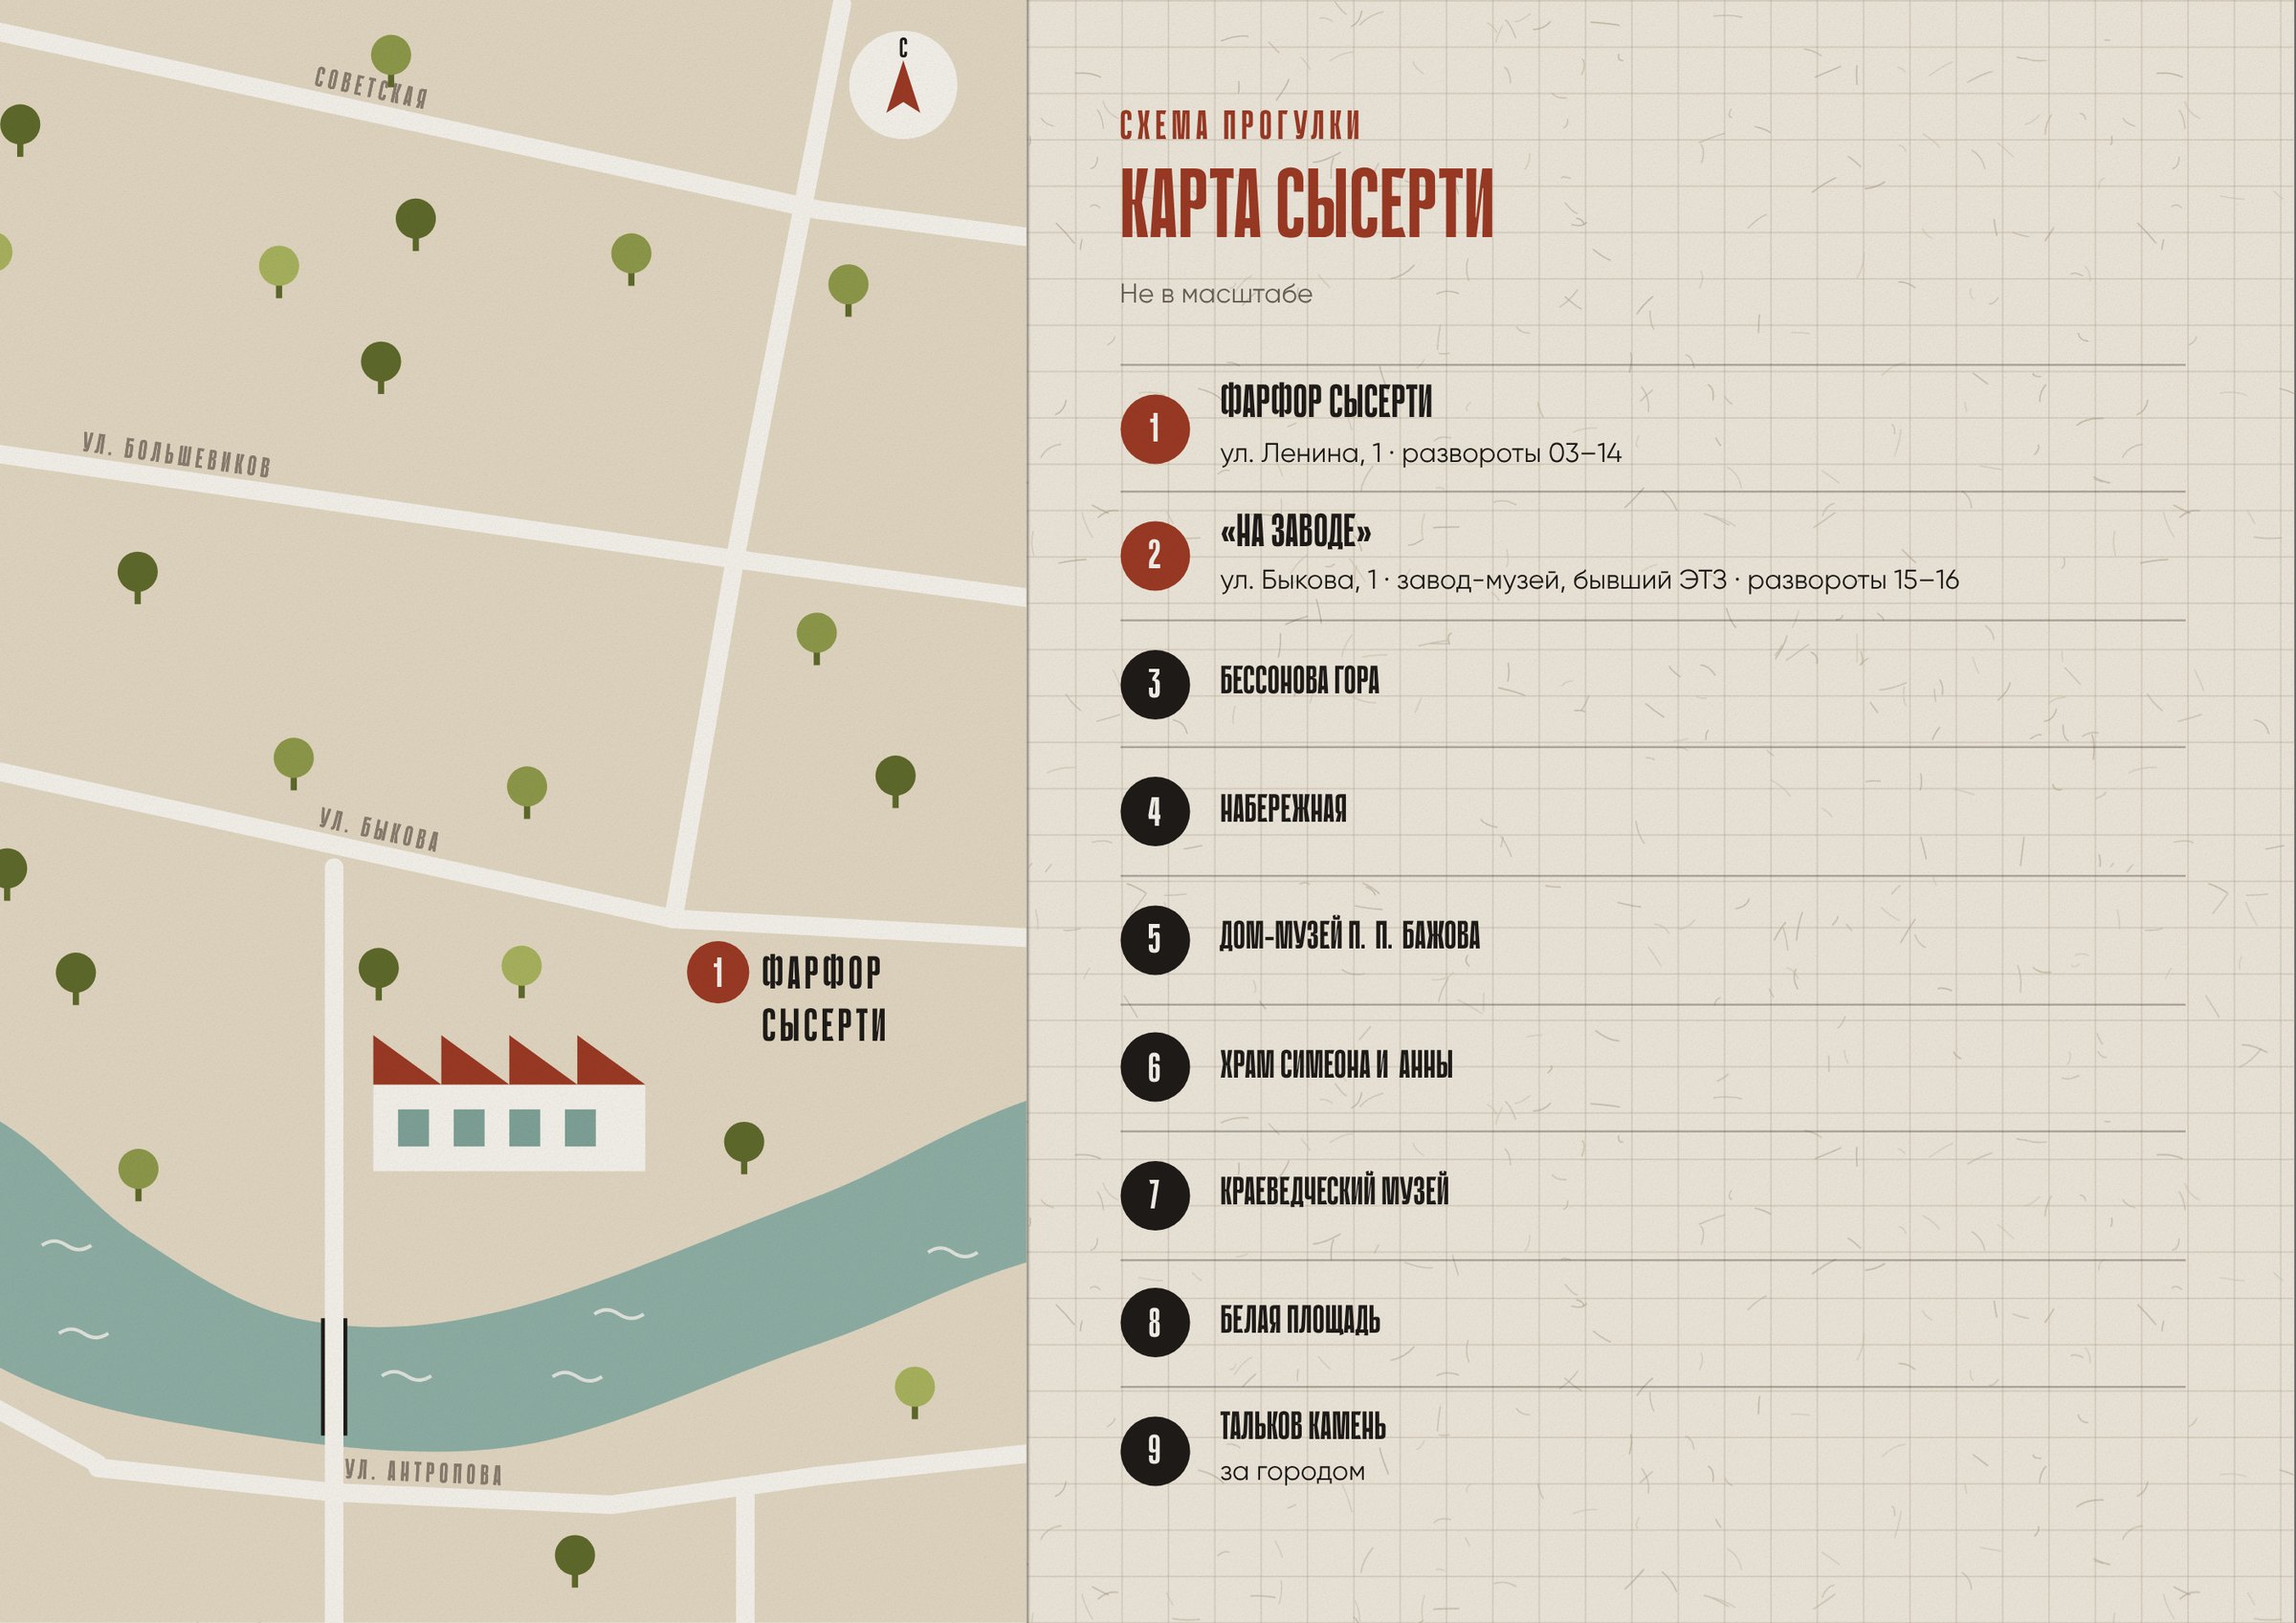 СОВЕТСКАЯ
С
УЛ. БОЛЬШЕВИКОВ
УЛ. БЫКОВА
1 ФАРФОР
СЫСЕРТИ
УЛ. АНТРОПОВА
СХЕМА ПРОГУЛКИ
КАРТА СЫСЕРТИ
Не в масштабе
1 ФАРФОР СЫСЕРТИ
ул. Ленина, 1 · развороты 03–14
2 «НА ЗАВОДЕ»
ул. Быкова, 1 · завод-музей, бывший ЭТЗ · развороты 15–16
3 БЕССОНОВА ГОРА
4 НАБЕРЕЖНАЯ
5 ДОМ-МУЗЕЙ П. П. БАЖОВА
6 ХРАМ СИМЕОНА И АННЫ
7 КРАЕВЕДЧЕСКИЙ МУЗЕЙ
8 БЕЛАЯ ПЛОЩАДЬ
9 ТАЛЬКОВ КАМЕНЬ
за городом